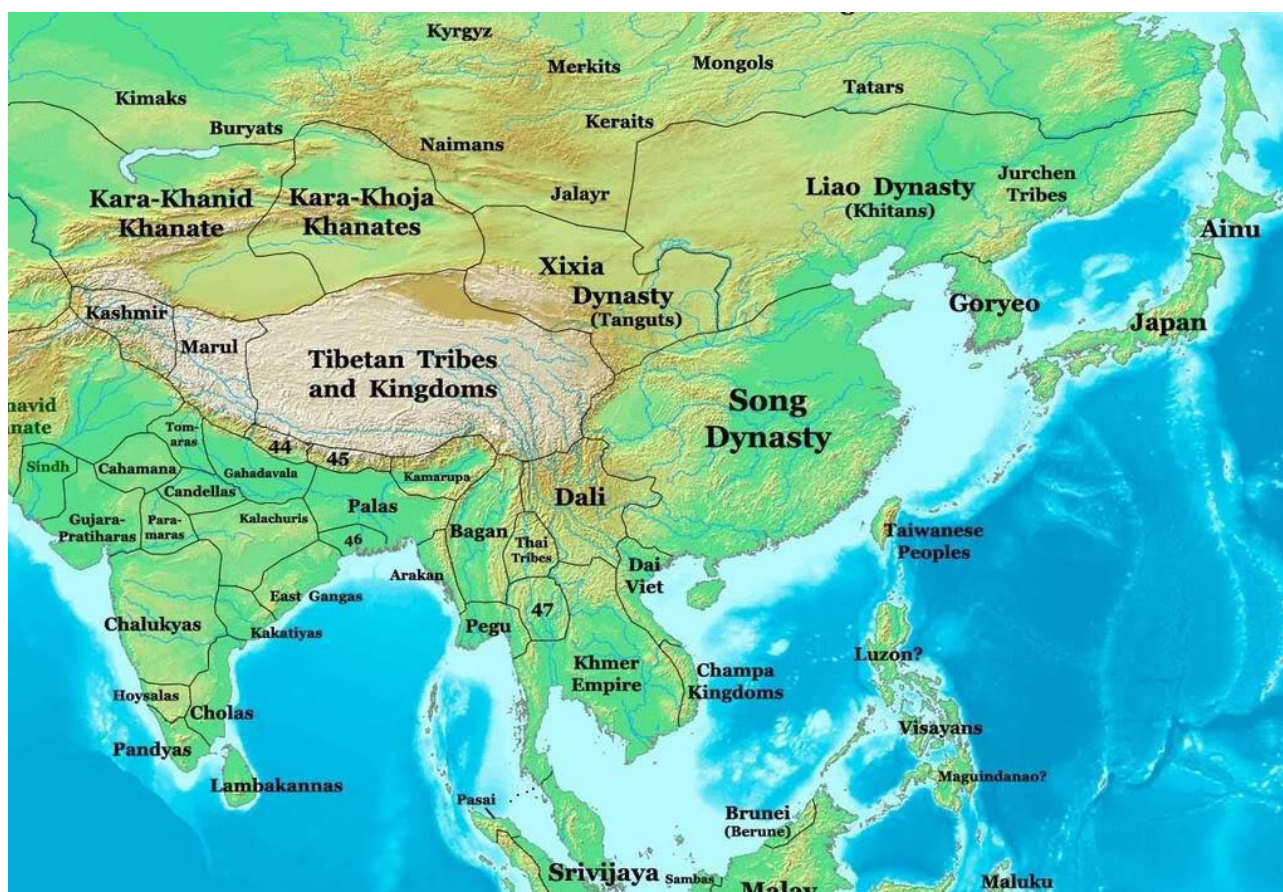 Kyrgyz
Merkits
Mongols
Tatars
Kimaks
Buryats
Keraits
Naimans
Jalayr
Kara-Khanid
Khanate
Kara-Khoja
Khanates
Liao Dynasty
(Khitans)
Jurchen
Tribes
Ainu
Xixia
Dynasty
(Tanguts)
Goryeo
Japan
Kashmir
Marul
Tibetan Tribes
and Kingdoms
Song
Dynasty
navid
nate
Tom-
aras
44
45
Sindh
Cahamana
Gahadavala
Kamarupa
Candellas
Palas
Dali
Gujara-
Pratiharas
Para-
maras
Kalachuris
46
Bagan
Thai
Tribes
Taiwanese
Peoples
Dai
Viet
Arakan
East Gangas
47
Chalukyas
Kakatiyas
Pegu
Khmer
Empire
Champa
Kingdoms
Luzon?
Hoysalas
Cholas
Pandyas
Visayans
Lambakannas
Maguindanao?
Pasai
Brunei
(Berune)
Srivijaya
Sambas
Malay
Maluku